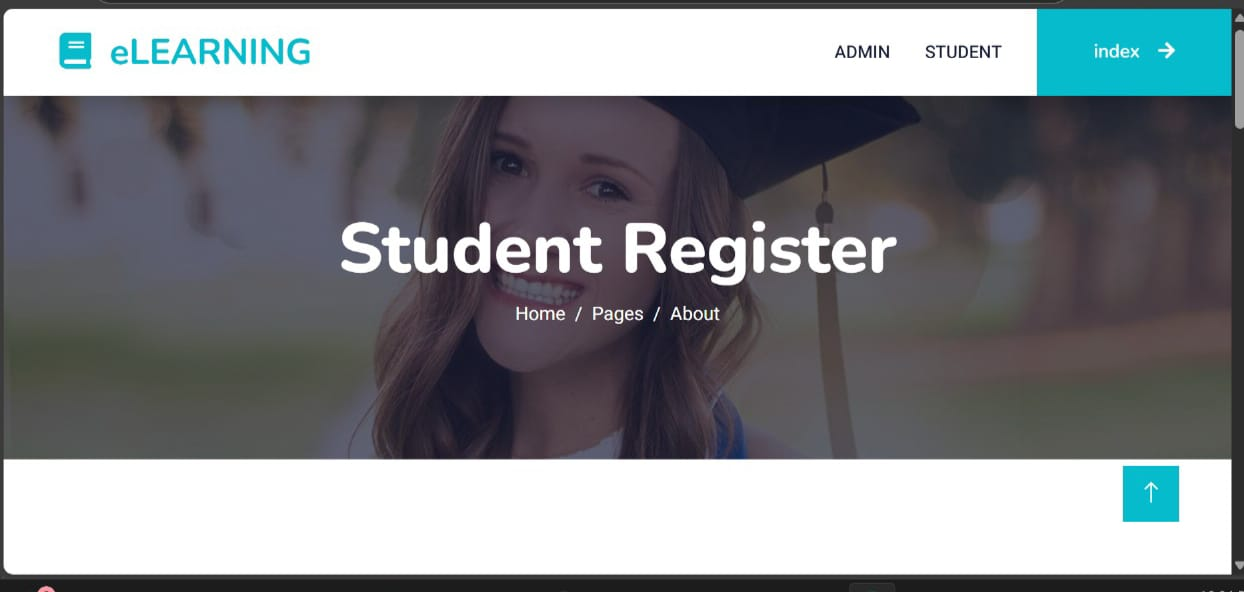 eLEARNING
ADMIN STUDENT index
Student Register
Home / Pages / About